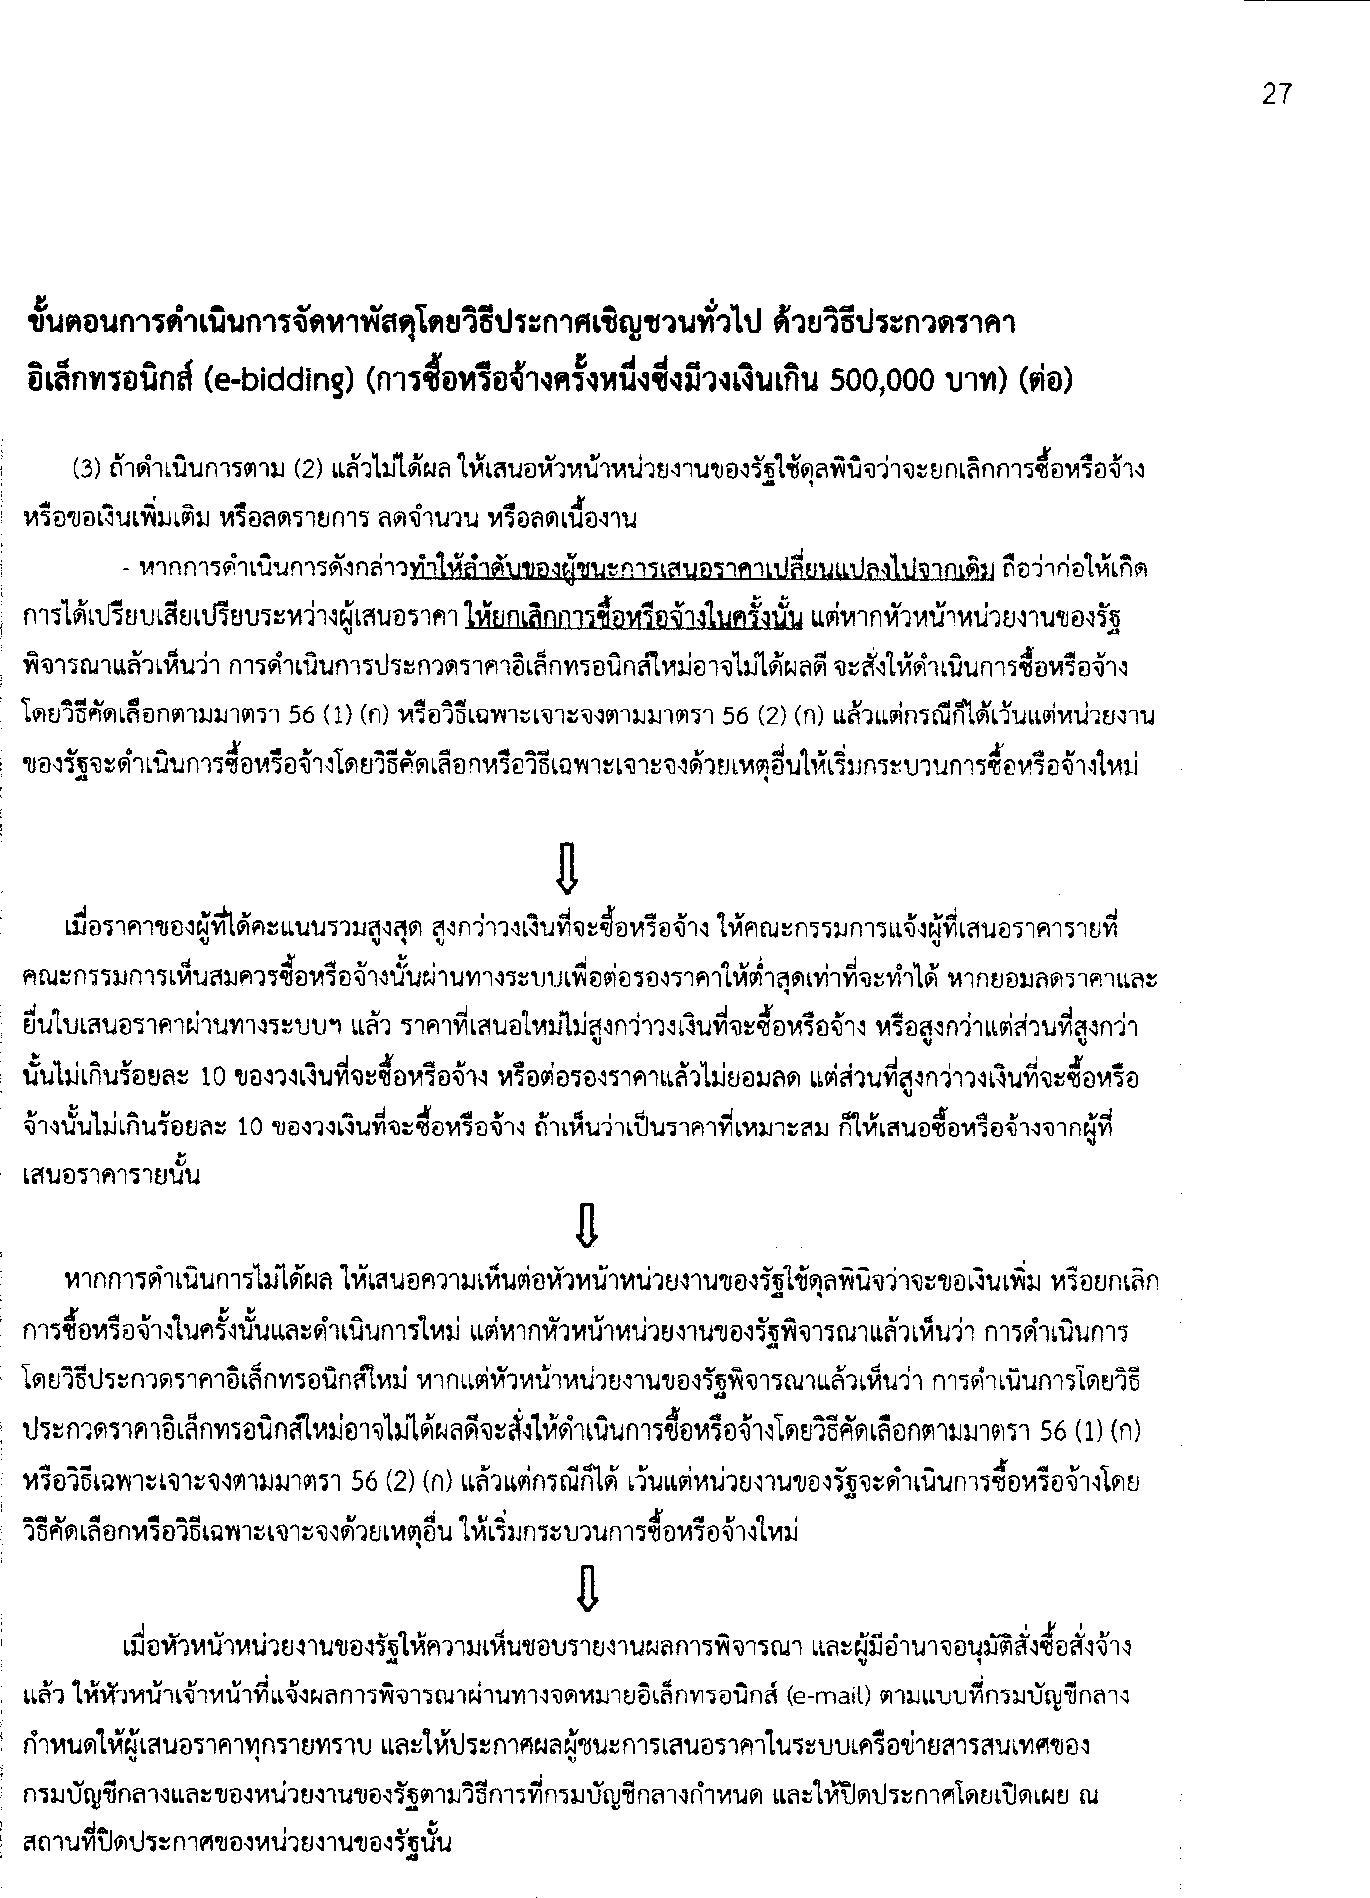 27
ขั้นตอนการดำเนินการจัดหาพัสดุโดยวิธีประกาศเชิญชวนทั่วไป ด้วยวิธีประกวดราคา
อิเล็กทรอนิกส์ (e-bidding) (การซื้อหรือจ้างครั้งหนึ่งซึ่งมีวงเงินเกิน 500,000 บาท) (ต่อ)
(3) ถ้าดำเนินการตาม (2) แล้วไม่ได้ผล ให้เสนอหัวหน้าหน่วยงานของรัฐใช้ดุลพินิจว่าจะยกเลิกการซื้อหรือจ้าง
หรือขอเงินเพิ่มเติม หรือลดรายการ ลดจำนวน หรือลดเนื้องาน
- หากการดำเนินการดังกล่าวทำให้ลำดับของผู้ชนะการเสนอราคาเปลี่ยนแปลงไปจากเดิม ถือว่าก่อให้เกิด
การได้เปรียบเสียเปรียบระหว่างผู้เสนอราคา ให้ยกเลิกการซื้อหรือจ้างในครั้งนั้น แต่หากหัวหน้าหน่วยงานของรัฐ
พิจารณาแล้วเห็นว่า การดำเนินการประกวดราคาอิเล็กทรอนิกส์ใหม่อาจไม่ได้ผลดี จะสั่งให้ดำเนินการซื้อหรือจ้าง
โดยวิธีคัดเลือกตามมาตรา 56 (1) (ก) หรือวิธีเฉพาะเจาะจงตามมาตรา 56 (2) (ก) แล้วแต่กรณีก็ได้เว้นแต่หน่วยงาน
ของรัฐจะดำเนินการซื้อหรือจ้างโดยวิธีคัดเลือกหรือวิธีเฉพาะเจาะจงด้วยเหตุอื่นให้เริ่มกระบวนการซื้อหรือจ้างใหม่
เมื่อราคาของผู้ที่ได้คะแนนรวมสูงสุด สูงกว่าวงเงินที่จะซื้อหรือจ้าง ให้คณะกรรมการแจ้งผู้ที่เสนอราคารายที่
คณะกรรมการเห็นสมควรซื้อหรือจ้างนั้นผ่านทางระบบเพื่อต่อรองราคาให้ต่ำสุดเท่าที่จะทำได้ หากยอมลดราคาและ
ยื่นใบเสนอราคาผ่านทางระบบฯ แล้ว ราคาที่เสนอใหม่ไม่สูงกว่าวงเงินที่จะซื้อหรือจ้าง หรือสูงกว่าแต่ส่วนที่สูงกว่า
นั้นไม่เกินร้อยละ 10 ของวงเงินที่จะซื้อหรือจ้าง หรือต่อรองราคาแล้วไม่ยอมลด แต่ส่วนที่สูงกว่าวงเงินที่จะซื้อหรือ
จ้างนั้นไม่เกินร้อยละ 10 ของวงเงินที่จะซื้อหรือจ้าง ถ้าเห็นว่าเป็นราคาที่เหมาะสม ก็ให้เสนอซื้อหรือจ้างจากผู้ที่
เสนอราคารายนั้น
หากการดำเนินการไม่ได้ผล ให้เสนอความเห็นต่อหัวหน้าหน่วยงานของรัฐใช้ดุลพินิจว่าจะขอเงินเพิ่ม หรือยกเลิก
การซื้อหรือจ้างในครั้งนั้นและดำเนินการใหม่ แต่หากหัวหน้าหน่วยงานของรัฐพิจารณาแล้วเห็นว่า การดำเนินการ
โดยวิธีประกวดราคาอิเล็กทรอนิกส์ใหม่ หากแต่หัวหน้าหน่วยงานของรัฐพิจารณาแล้วเห็นว่า การดำเนินการโดยวิธี
ประกวดราคาอิเล็กทรอนิกส์ใหม่อาจไม่ได้ผลดีจะสั่งให้ดำเนินการซื้อหรือจ้างโดยวิธีคัดเลือกตามมาตรา 56 (1) (ก)
หรือวิธีเฉพาะเจาะจงตามมาตรา 56 (2) (ก) แล้วแต่กรณีก็ได้ เว้นแต่หน่วยงานของรัฐจะดำเนินการซื้อหรือจ้างโดย
วิธีคัดเลือกหรือวิธีเฉพาะเจาะจงด้วยเหตุอื่น ให้เริ่มกระบวนการซื้อหรือจ้างใหม่
เมื่อหัวหน้าหน่วยงานของรัฐให้ความเห็นชอบรายงานผลการพิจารณา และผู้มีอำนาจอนุมัติสั่งซื้อสั่งจ้าง
แล้ว ให้หัวหน้าเจ้าหน้าที่แจ้งผลการพิจารณาผ่านทางจดหมายอิเล็กทรอนิกส์ (e-mail) ตามแบบที่กรมบัญชีกลาง
กำหนดให้ผู้เสนอราคาทุกรายทราบ และให้ประกาศผลผู้ชนะการเสนอราคาในระบบเครือข่ายสารสนเทศของ
กรมบัญชีกลางและของหน่วยงานของรัฐตามวิธีการที่กรมบัญชีกลางกำหนด และให้ปิดประกาศโดยเปิดเผย ณ
สถานที่ปิดประกาศของหน่วยงานของรัฐนั้น